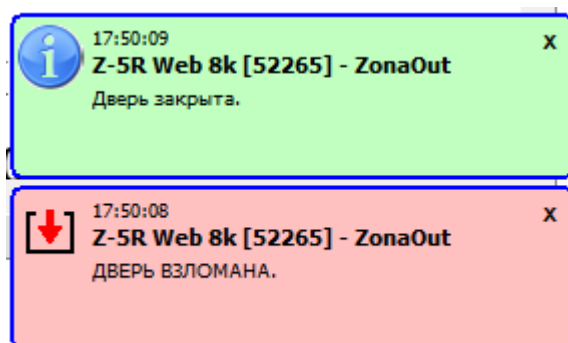 17:50:09
X
Z-5R Web 8k [52265] - ZonaOut
Дверь закрыта.
17:50:08
X
Z-5R Web 8k [52265] - ZonaOut
ДВЕРЬ ВЗЛОМАНА.